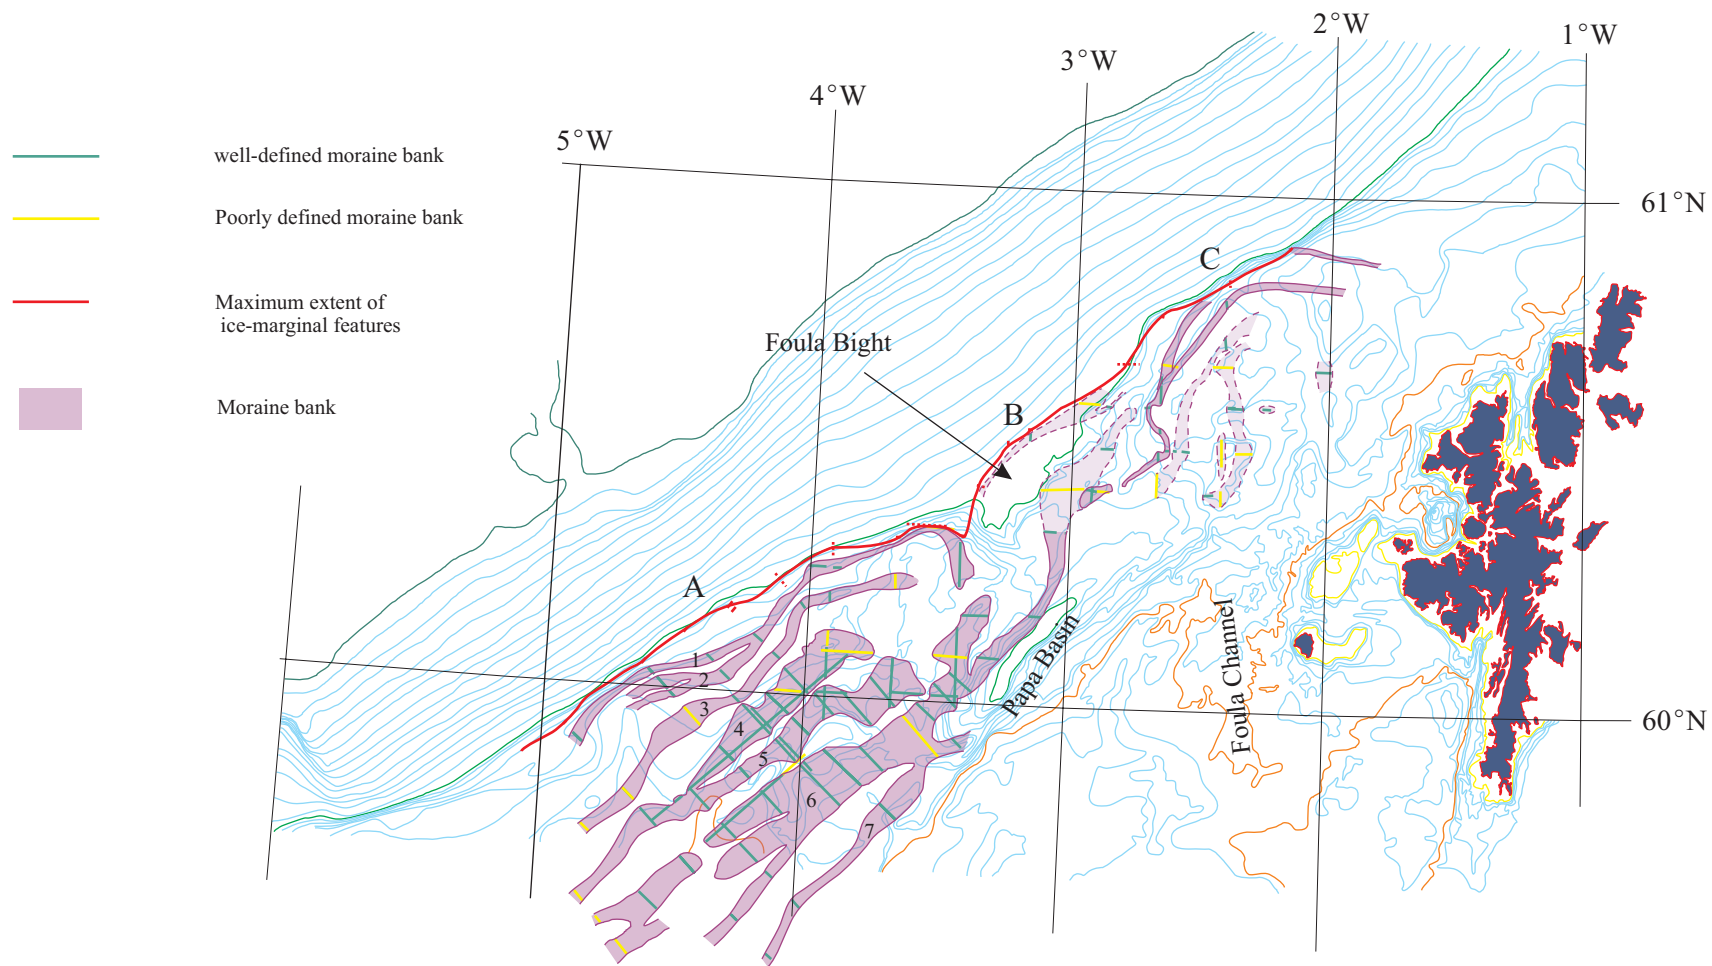 2°W
1°W
3°W
4°W
5°W
well-defined moraine bank
61°N
Poorly defined moraine bank
C
Maximum extent of
ice-marginal features
Foula Bight
Moraine bank
B
A
1
2
3
4
5
6
7
Papa Basin
Foula Channel
60°N